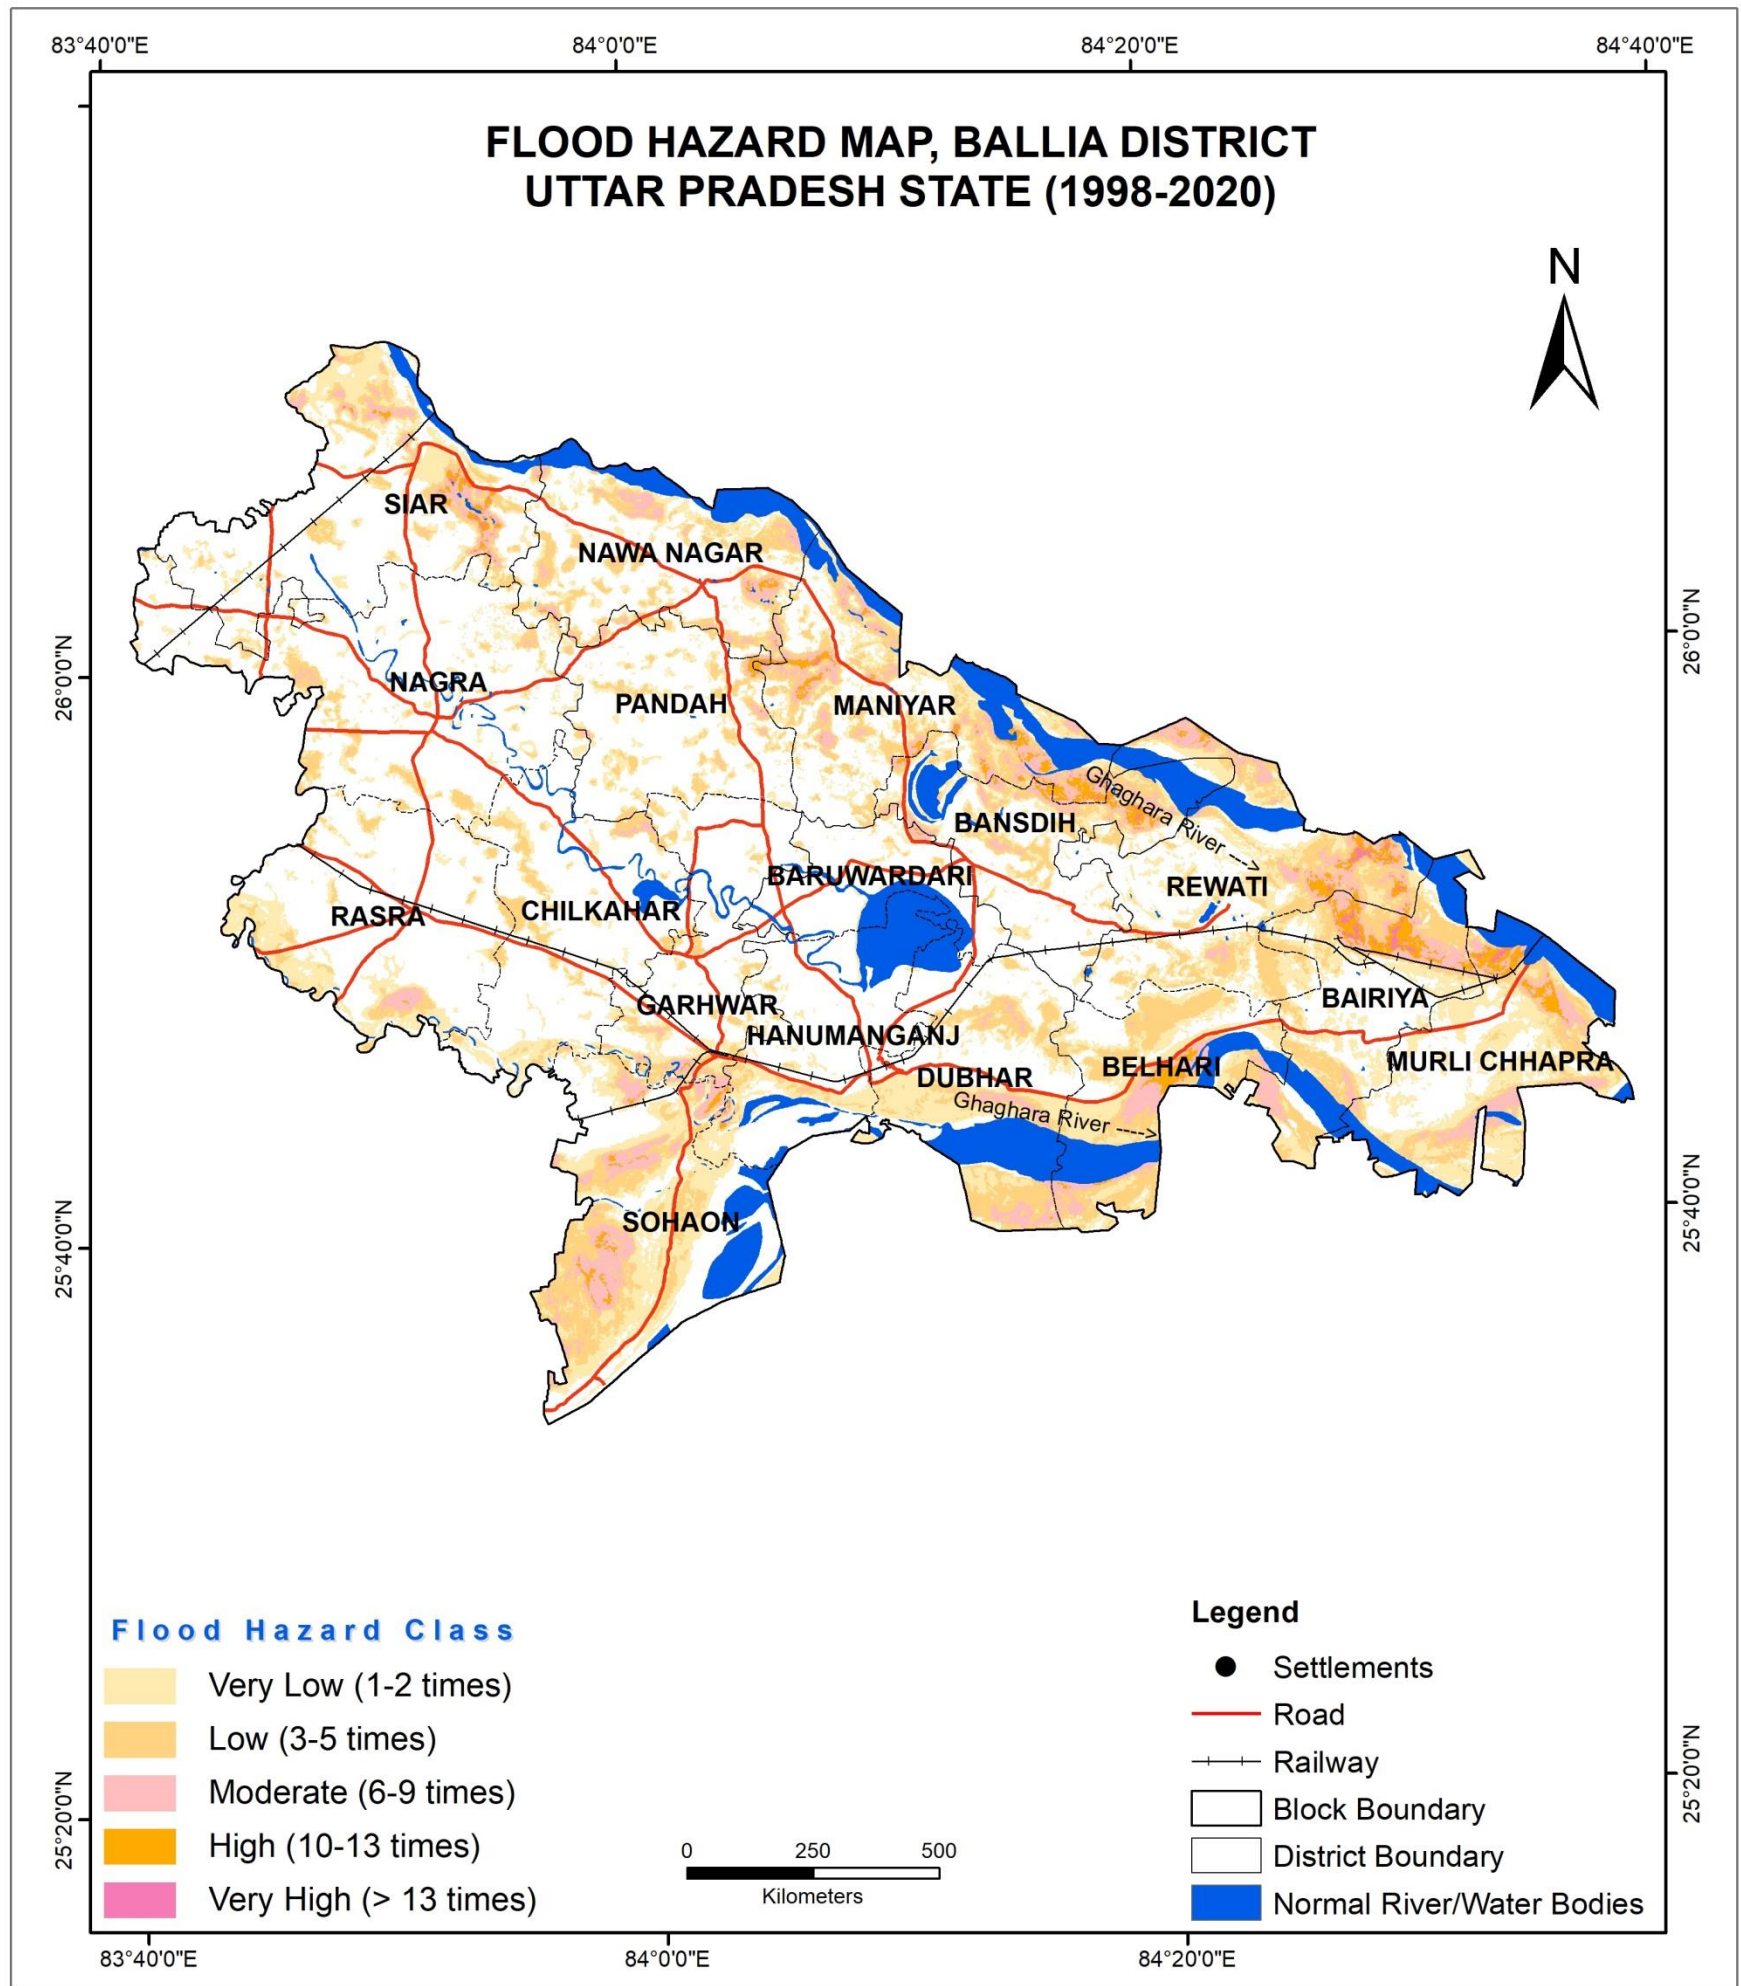 83°40'0"E
84°0'0"E
84°20'0"E
84°40'0"E
FLOOD HAZARD MAP, BALLIA DISTRICT
UTTAR PRADESH STATE (1998-2020)
N
SIAR
NAWA NAGAR
26°0'0"N
26°0'0"N
NAGRA
PANDAH
MANIYAR
Ghaghara River --->
BANSDIH
BARUWARDARI
REWATI
RASRA
CHILKAHAR
GARHWAR
BAIRIYA
HANUMANGANJ
MURLI CHHAPRA
DUBHAR
BELHARI
Ghaghara River ---->
SOHAON
25°40'0"N
25°40'0"N
Flood Hazard Class
Very Low (1-2 times)
Low (3-5 times)
Moderate (6-9 times)
High (10-13 times)
Very High (> 13 times)
25°20'0"N
0 250 500
Kilometers
Legend
Settlements
Road
Railway
Block Boundary
District Boundary
Normal River/Water Bodies
25°20'0"N
83°40'0"E
84°0'0"E
84°20'0"E